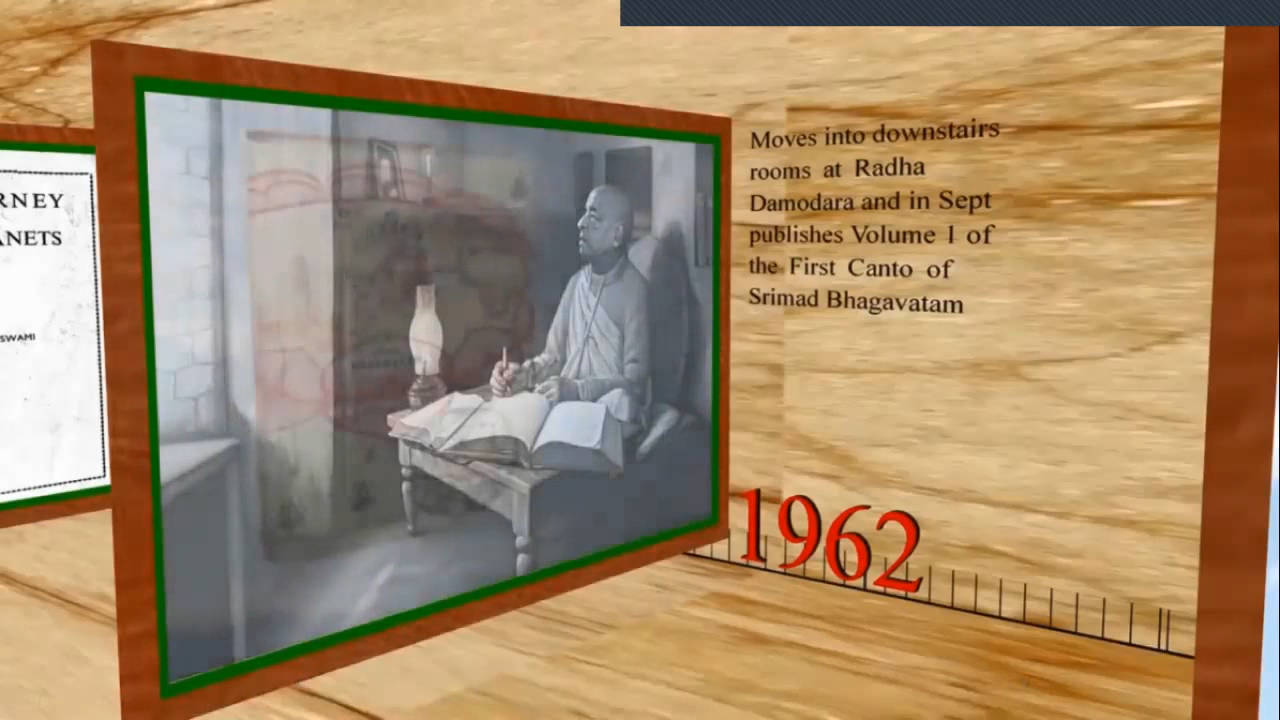 RNEY
ANETS
SWAMI
Moves into downstairs
rooms at Radha
Damodara and in Sept
publishes Volume 1 of
the First Canto of
Srimad Bhagavatam
1962